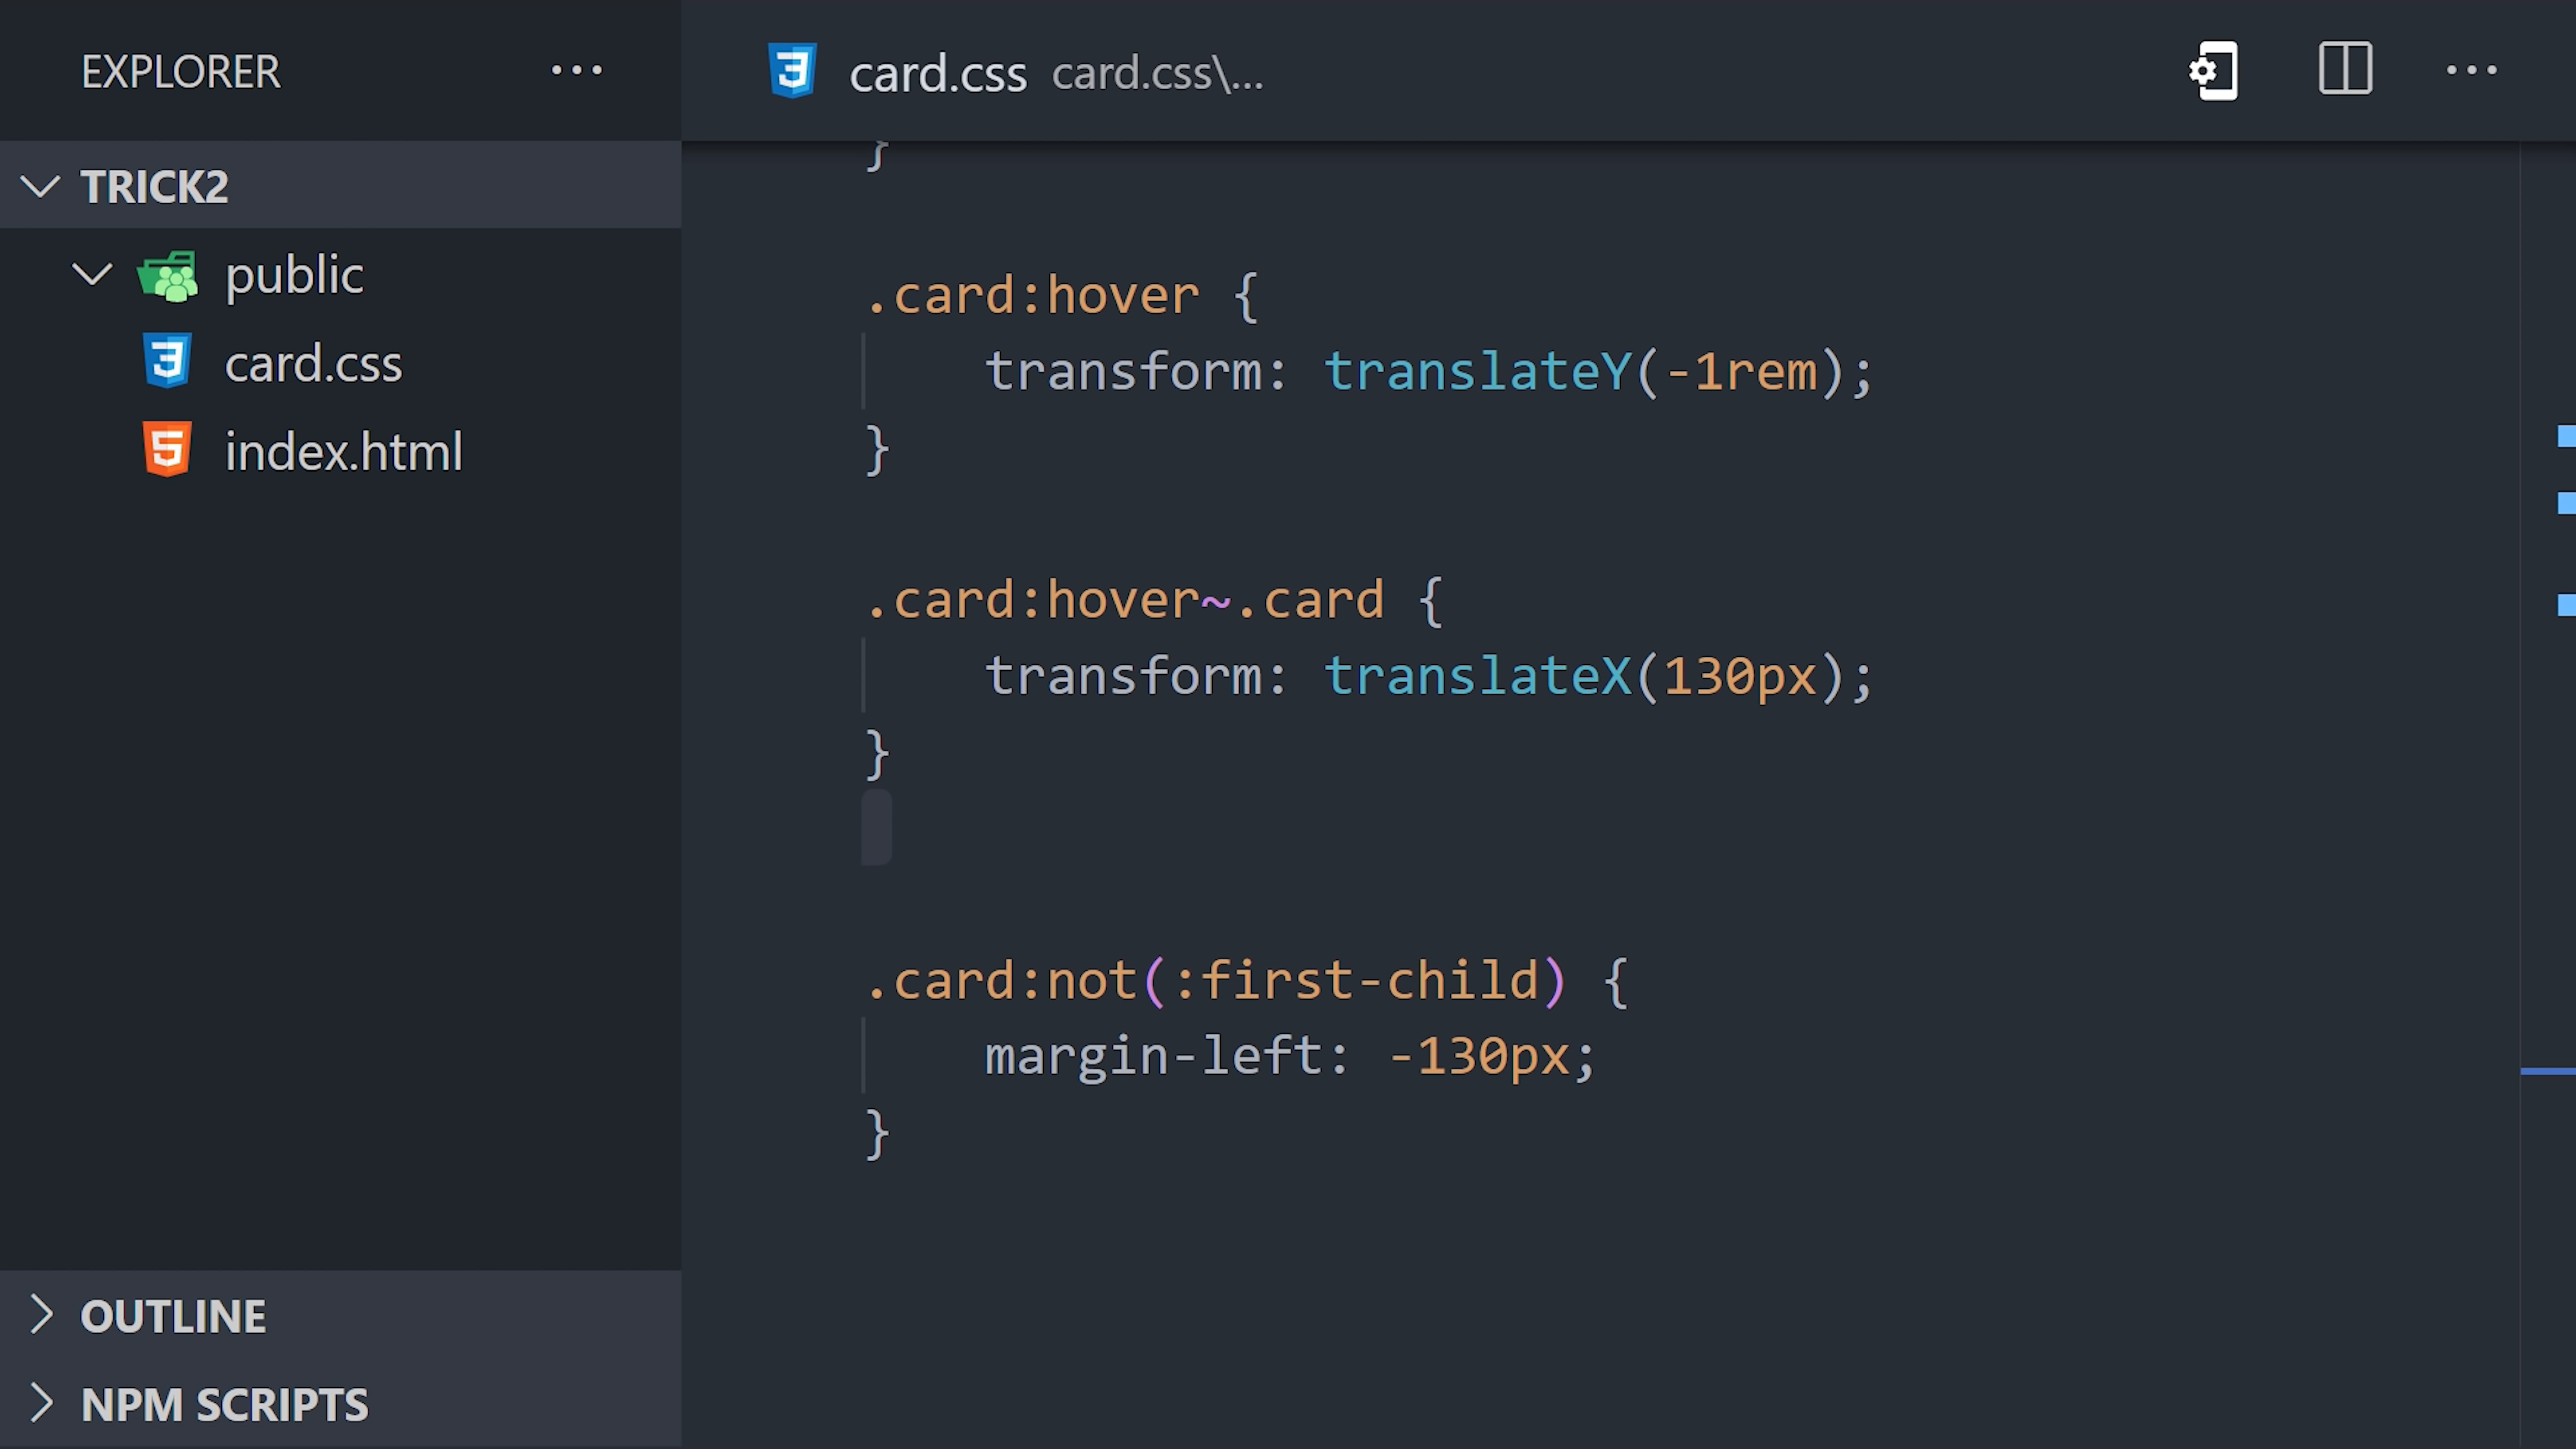 EXPLORER
TRICK2
public
card.css
index.html
OUTLINE
NPM SCRIPTS
card.css card.css\...
}
.card:hover {
    transform: translateY(-1rem);
}
.card:hover~.card {
    transform: translateX(130px);
}
.card:not(:first-child) {
    margin-left: -130px;
}